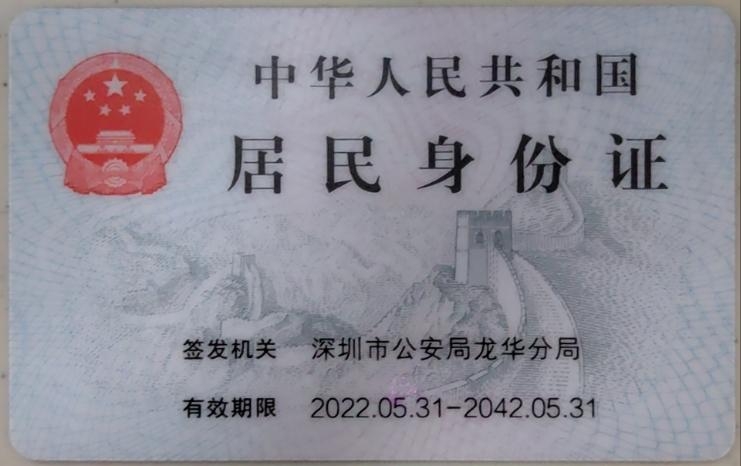 中华人民共和国
居民身份证
签发机关 深圳市公安局龙华分局
有效期限 2022.05.31-2042.05.31